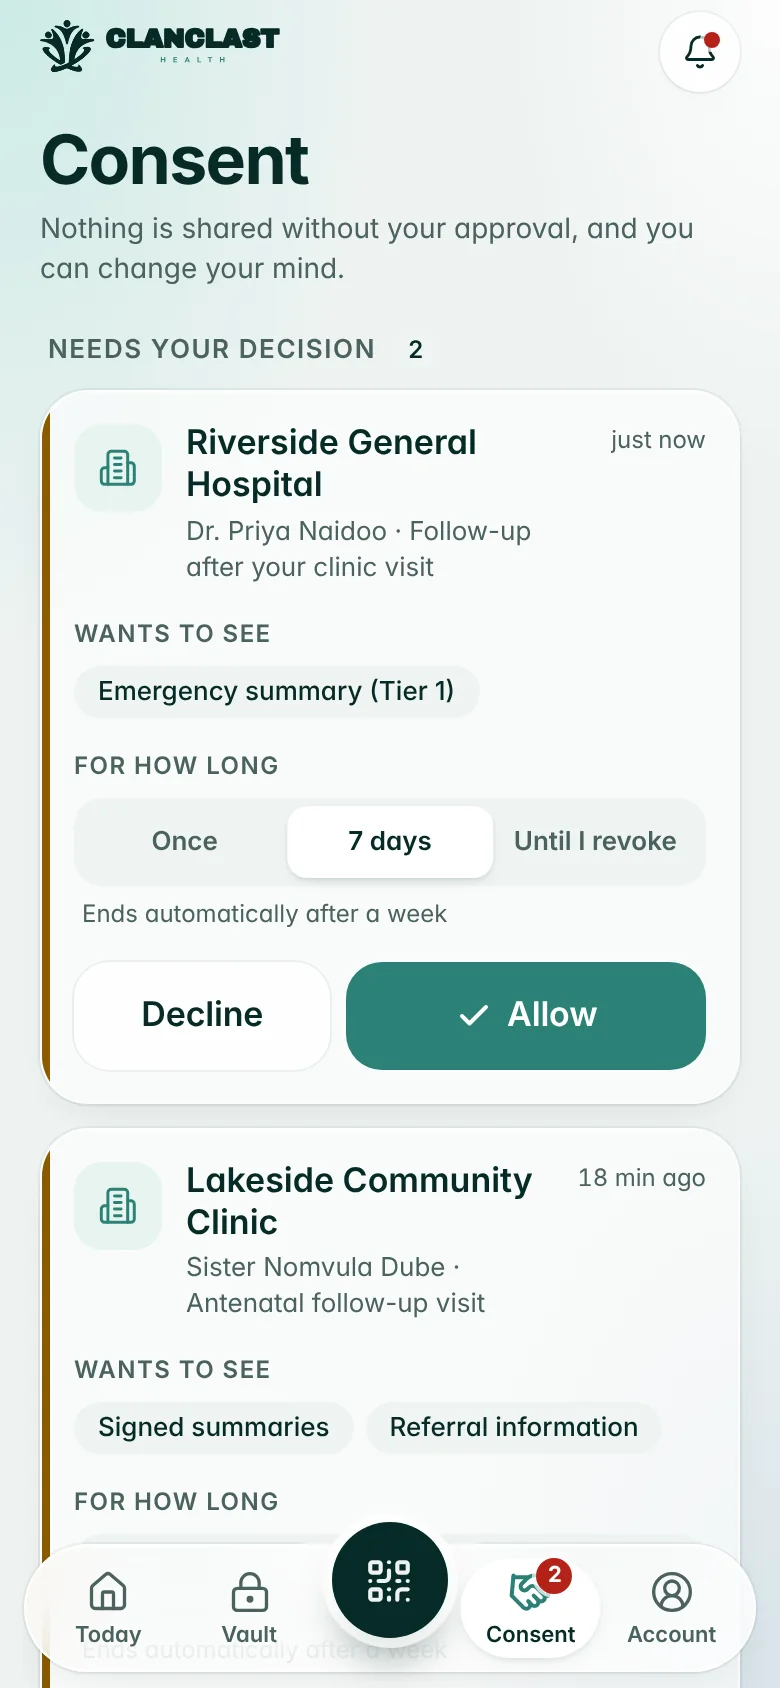 CLANCLAST
HEALTH
Consent
Nothing is shared without your approval, and you
can change your mind.
NEEDS YOUR DECISION 2
Riverside General
Hospital
just now
Dr. Priya Naidoo · Follow-up
after your clinic visit
WANTS TO SEE
Emergency summary (Tier 1)
FOR HOW LONG
Once 7 days Until I revoke
Ends automatically after a week
Decline Allow
Lakeside Community
Clinic
18 min ago
Sister Nomvula Dube ·
Antenatal follow-up visit
WANTS TO SEE
Signed summaries Referral information
FOR HOW LONG
2
Today Vault Consent Account
Ends automatically after a week